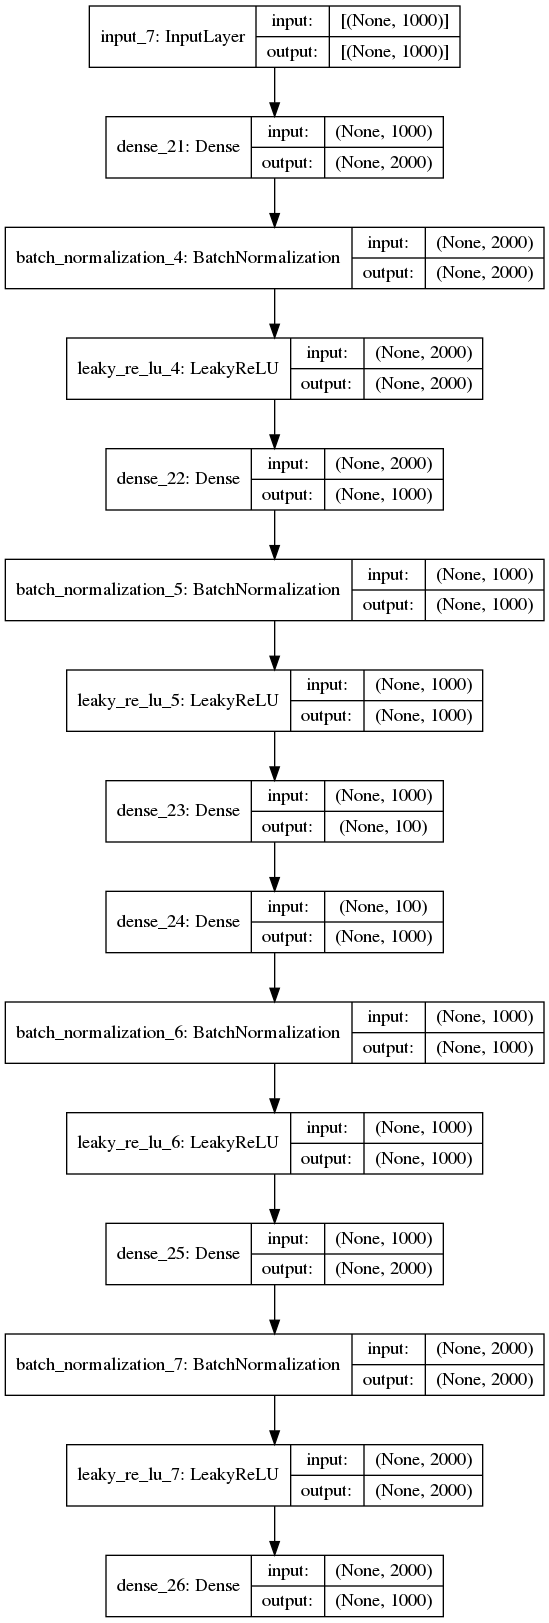 input_7: InputLayer
input: [(None, 1000)]
output: [(None, 1000)]
dense_21: Dense
input: (None, 1000)
output: (None, 2000)
batch_normalization_4: BatchNormalization
input: (None, 2000)
output: (None, 2000)
leaky_re_lu_4: LeakyReLU
input: (None, 2000)
output: (None, 2000)
dense_22: Dense
input: (None, 2000)
output: (None, 1000)
batch_normalization_5: BatchNormalization
input: (None, 1000)
output: (None, 1000)
leaky_re_lu_5: LeakyReLU
input: (None, 1000)
output: (None, 1000)
dense_23: Dense
input: (None, 1000)
output: (None, 100)
dense_24: Dense
input: (None, 100)
output: (None, 1000)
batch_normalization_6: BatchNormalization
input: (None, 1000)
output: (None, 1000)
leaky_re_lu_6: LeakyReLU
input: (None, 1000)
output: (None, 1000)
dense_25: Dense
input: (None, 1000)
output: (None, 2000)
batch_normalization_7: BatchNormalization
input: (None, 2000)
output: (None, 2000)
leaky_re_lu_7: LeakyReLU
input: (None, 2000)
output: (None, 2000)
dense_26: Dense
input: (None, 2000)
output: (None, 1000)